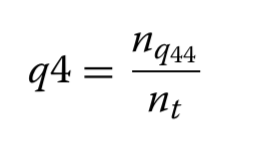 q4 = n_{q44} / n_t